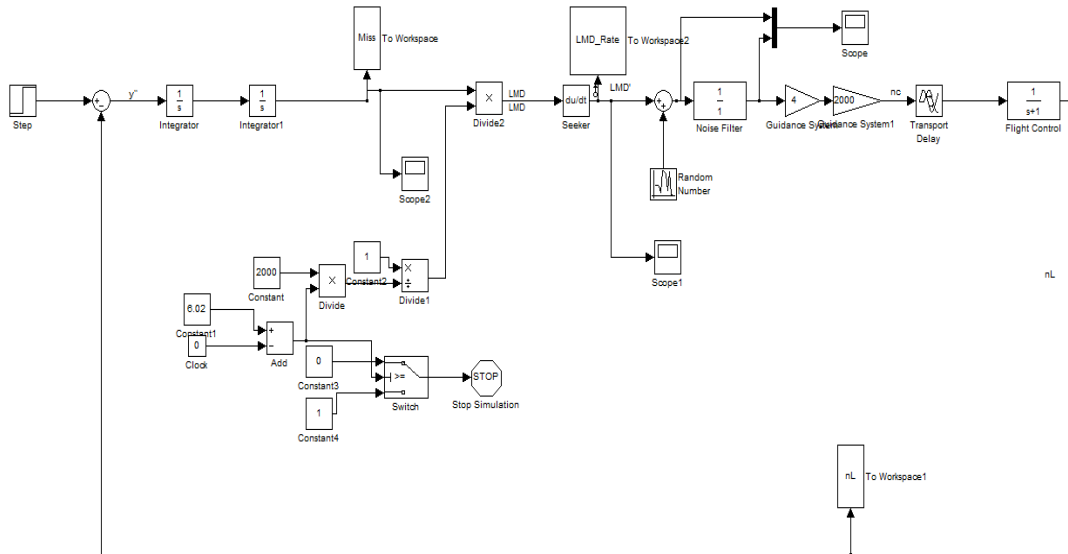 Miss
To Workspace
LMD_Rate
To Workspace2
Scope
Step
+
-
y"
1
s
Integrator
1
s
Integrator1
X
Divide2
LMD
LMD
du/dt
Seeker
LMD'
+
+
1
1
Noise Filter
4
Guidance System
2000
Guidance System1
nc
Transport
Delay
1
s+1
Flight Control
Scope2
Random
Number
Scope1
nL
2000
Constant
X
Divide
1
Constant2
X
÷
Divide1
6.02
Constant1
0
Clock
+
-
Add
0
Constant3
1
Constant4
>=
Switch
STOP
Stop Simulation
nL
To Workspace1